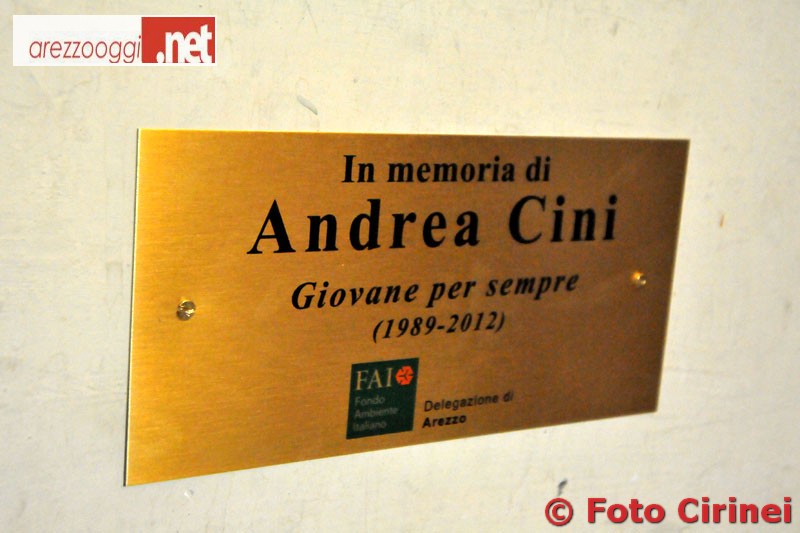 arezzooggi.net
In memoria di
Andrea Cini
Giovane per sempre
(1989-2012)
FAI
Fondo
Ambiente
Italiano
Delegazione di
Arezzo
© Foto Cirinei